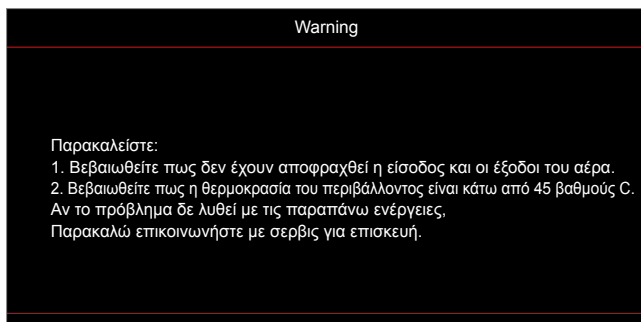 Warning
Παρακαλείστε:
1. Βεβαιωθείτε πως δεν έχουν αποφραχθεί η είσοδος και οι έξοδοι του αέρα.
2. Βεβαιωθείτε πως η θερμοκρασία του περιβάλλοντος είναι κάτω από 45 βαθμούς C.
Αν το πρόβλημα δε λυθεί με τις παραπάνω ενέργειες,
Παρακαλώ επικοινωνήστε με σερβις για επισκευή.